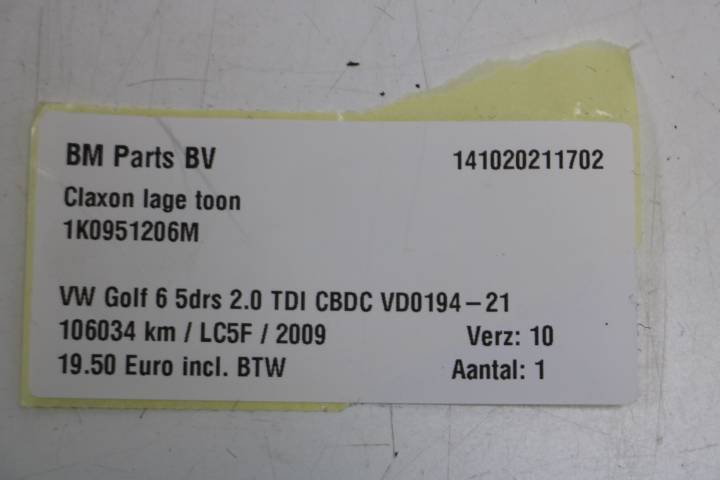 BM Parts BV 141020211702
Claxon lage toon
1K0951206M
VW Golf 6 5drs 2.0 TDI CBDC VD0194-21
106034 km / LC5F / 2009 Verz: 10
19.50 Euro incl. BTW Aantal: 1